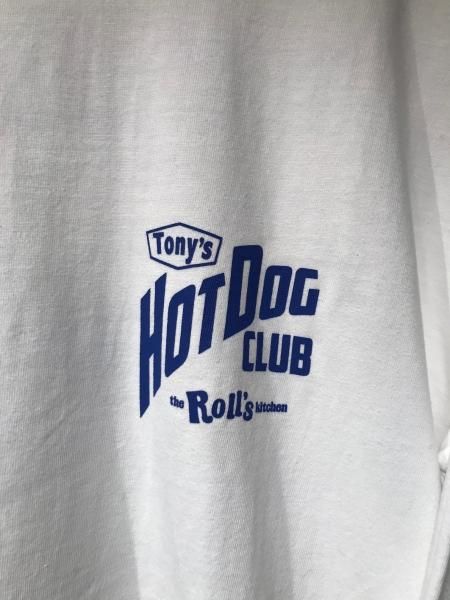 Tony's
HOT DOG
CLUB
the Roll's kitchen